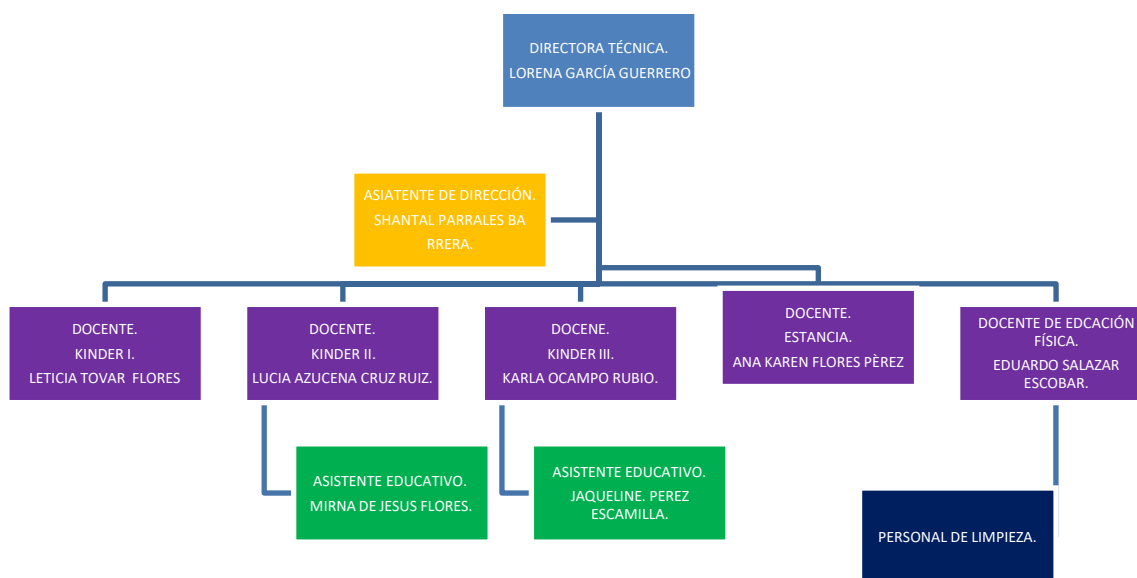 DIRECTORA TÉCNICA.
LORENA GARCÍA GUERRERO
ASIATENTE DE DIRECCIÓN.
SHANTAL PARRALES BA
RRERA.
DOCENTE.
KINDER I.
LETICIA TOVAR FLORES
DOCENTE.
KINDER II.
LUCIA AZUCENA CRUZ RUIZ.
DOCENE.
KINDER III.
KARLA OCAMPO RUBIO.
DOCENTE.
ESTANCIA.
ANA KAREN FLORES PÈREZ
DOCENTE DE EDCACIÓN
FÍSICA.
EDUARDO SALAZAR
ESCOBAR.
ASISTENTE EDUCATIVO.
MIRNA DE JESUS FLORES.
ASISTENTE EDUCATIVO.
JAQUELINE. PEREZ
ESCAMILLA.
PERSONAL DE LIMPIEZA.